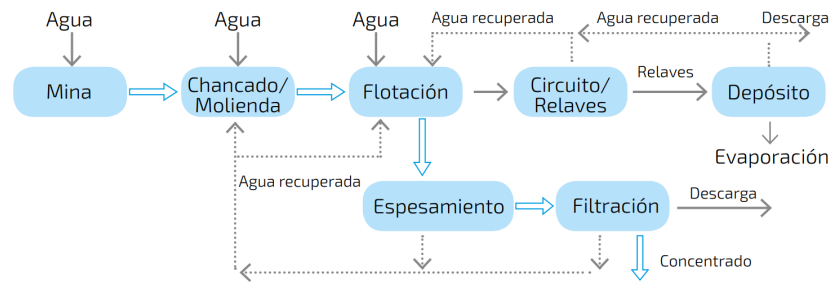 Agua
Agua
Agua
Agua recuperada
Agua recuperada
Descarga
Mina
Chancado/
Molienda
Flotación
Circuito/
Relaves
Relaves
Depósito
Evaporación
Agua recuperada
Espesamiento
Filtración
Descarga
Concentrado